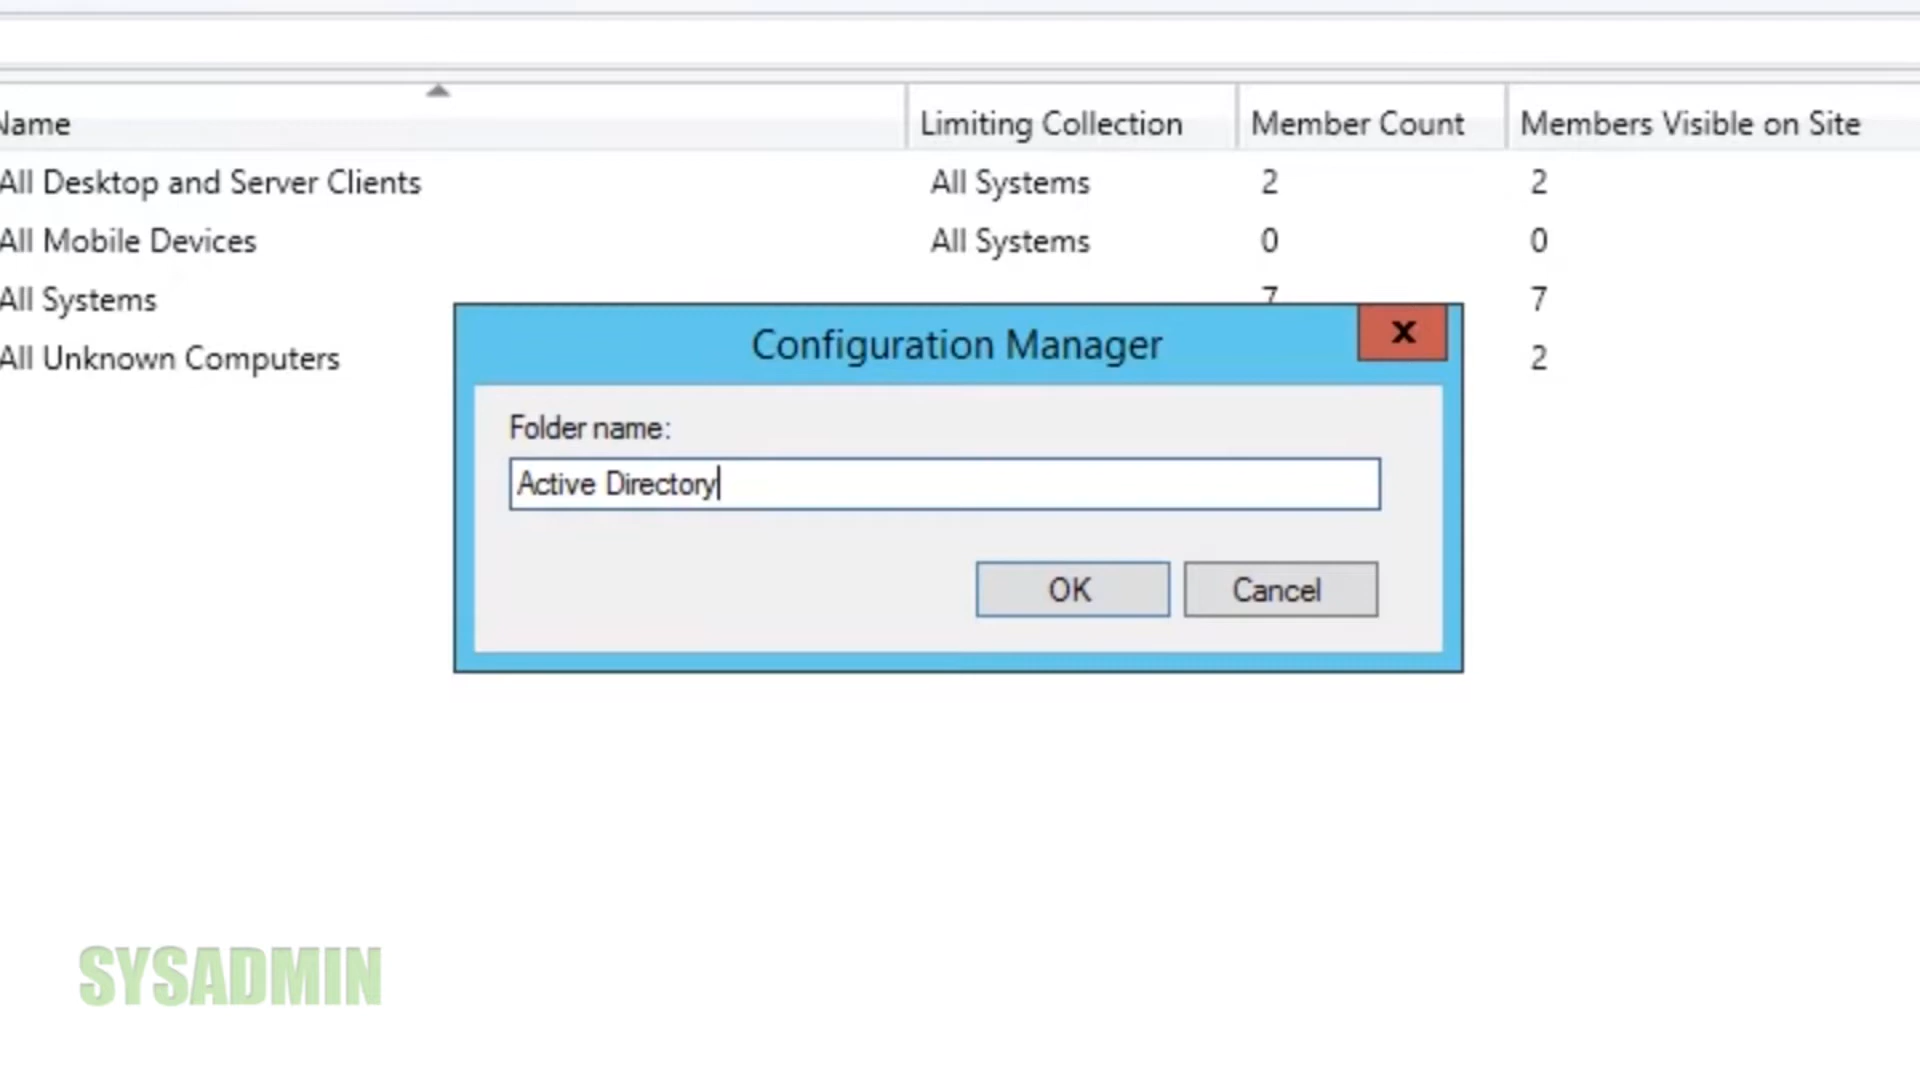 Name Limiting Collection Member Count Members Visible on Site
All Desktop and Server Clients All Systems 2 2
All Mobile Devices All Systems 0 0
All Systems 7 7
All Unknown Computers 2
Configuration Manager x
Folder name:
Active Directory
OK Cancel
SYSADMIN